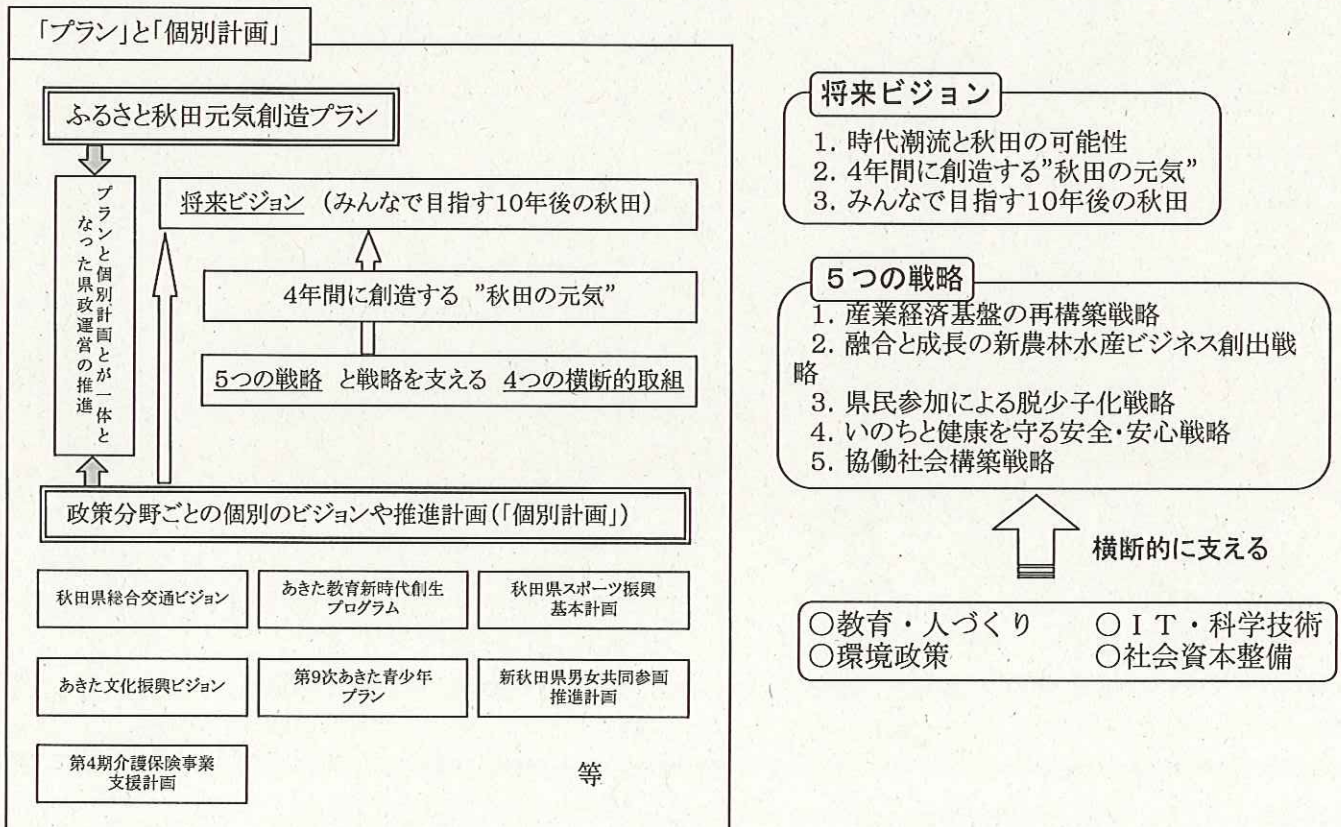 「プラン」と「個別計画」
ふるさと秋田元気創造プラン
プランと個別計画とが一体と
なった県政運営の推進
将来ビジョン (みんなで目指す10年後の秋田)
4年間に創造する ”秋田の元気”
5つの戦略 と戦略を支える 4つの横断的取組
政策分野ごとの個別のビジョンや推進計画(「個別計画」)
秋田県総合交通ビジョン
あきた教育新時代創生
プログラム
秋田県スポーツ振興
基本計画
あきた文化振興ビジョン
第9次あきた青少年
プラン
新秋田県男女共同参画
推進計画
第4期介護保険事業
支援計画
等
将来ビジョン
1. 時代潮流と秋田の可能性
2. 4年間に創造する”秋田の元気”
3. みんなで目指す10年後の秋田
5つの戦略
1. 産業経済基盤の再構築戦略
2. 融合と成長の新農林水産ビジネス創出戦
略
3. 県民参加による脱少子化戦略
4. いのちと健康を守る安全・安心戦略
5. 協働社会構築戦略
横断的に支える
○教育・人づくり ○IT・科学技術
○環境政策 ○社会資本整備